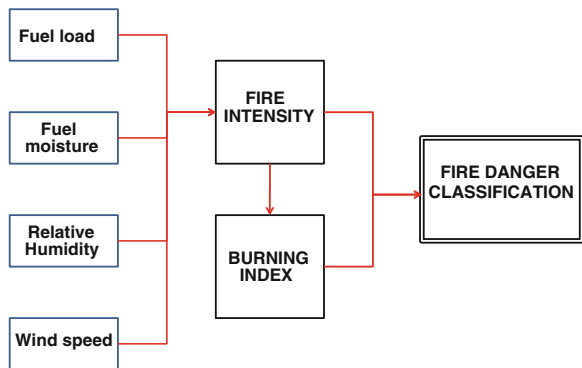 Fuel load
Fuel
moisture
Relative
Humidity
Wind speed
FIRE
INTENSITY
BURNING
INDEX
FIRE DANGER
CLASSIFICATION